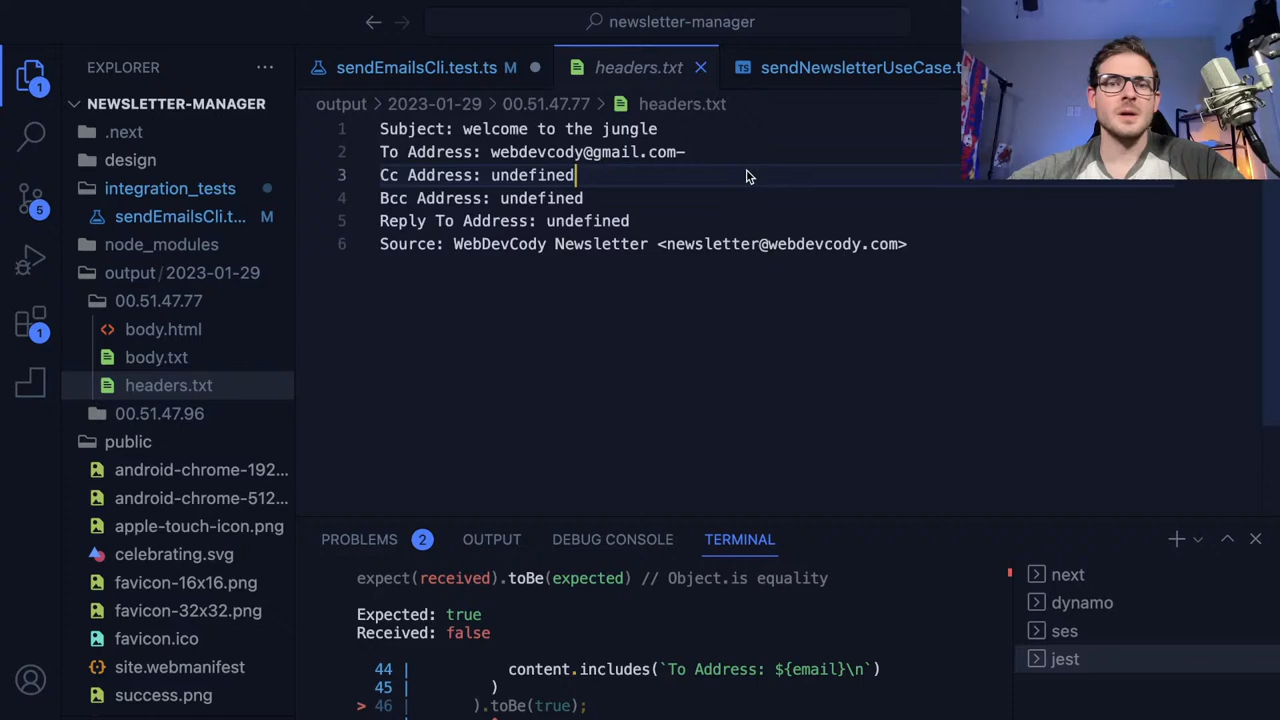 newsletter-manager
EXPLORER
sendEmailsCli.test.ts M
headers.txt
sendNewsletterUseCase.t
NEWSLETTER-MANAGER
output > 2023-01-29 > 00.51.47.77 > headers.txt
.next
design
integration_tests
sendEmailsCli.t... M
node_modules
output / 2023-01-29
00.51.47.77
body.html
body.txt
headers.txt
00.51.47.96
public
android-chrome-192...
android-chrome-512...
apple-touch-icon.png
celebrating.svg
favicon-16x16.png
favicon-32x32.png
favicon.ico
site.webmanifest
success.png
1
5
1
1 Subject: welcome to the jungle
2 To Address: webdevcody@gmail.com-
3 Cc Address: undefined
4 Bcc Address: undefined
5 Reply To Address: undefined
6 Source: WebDevCody Newsletter <newsletter@webdevcody.com>
PROBLEMS 2 OUTPUT DEBUG CONSOLE TERMINAL
expect(received).toBe(expected) // Object.is equality
Expected: true
Received: false
44 | content.includes(`To Address: ${email}\n`)
45 | )
> 46 | ).toBe(true);
next
dynamo
ses
jest